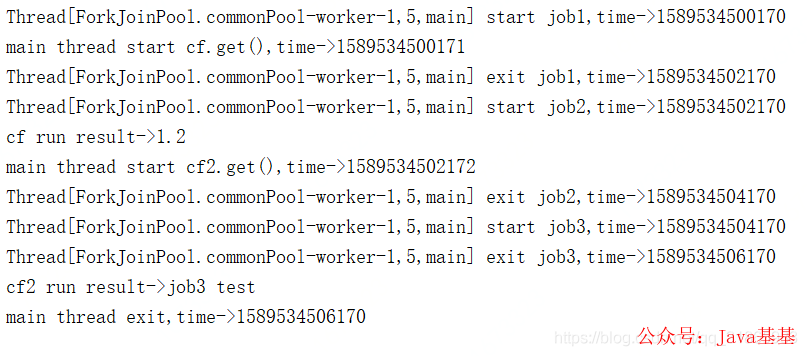 Thread[ForkJoinPool.commonPool-worker-1,5,main] start job1,time->1589534500170
main thread start cf.get(),time->1589534500171
Thread[ForkJoinPool.commonPool-worker-1,5,main] exit job1,time->1589534502170
Thread[ForkJoinPool.commonPool-worker-1,5,main] start job2,time->1589534502170
cf run result->1.2
main thread start cf2.get(),time->1589534502172
Thread[ForkJoinPool.commonPool-worker-1,5,main] exit job2,time->1589534504170
Thread[ForkJoinPool.commonPool-worker-1,5,main] start job3,time->1589534504170
Thread[ForkJoinPool.commonPool-worker-1,5,main] exit job3,time->1589534506170
cf2 run result->job3 test
main thread exit,time->1589534506170
https://blog.
公众号：Java基基